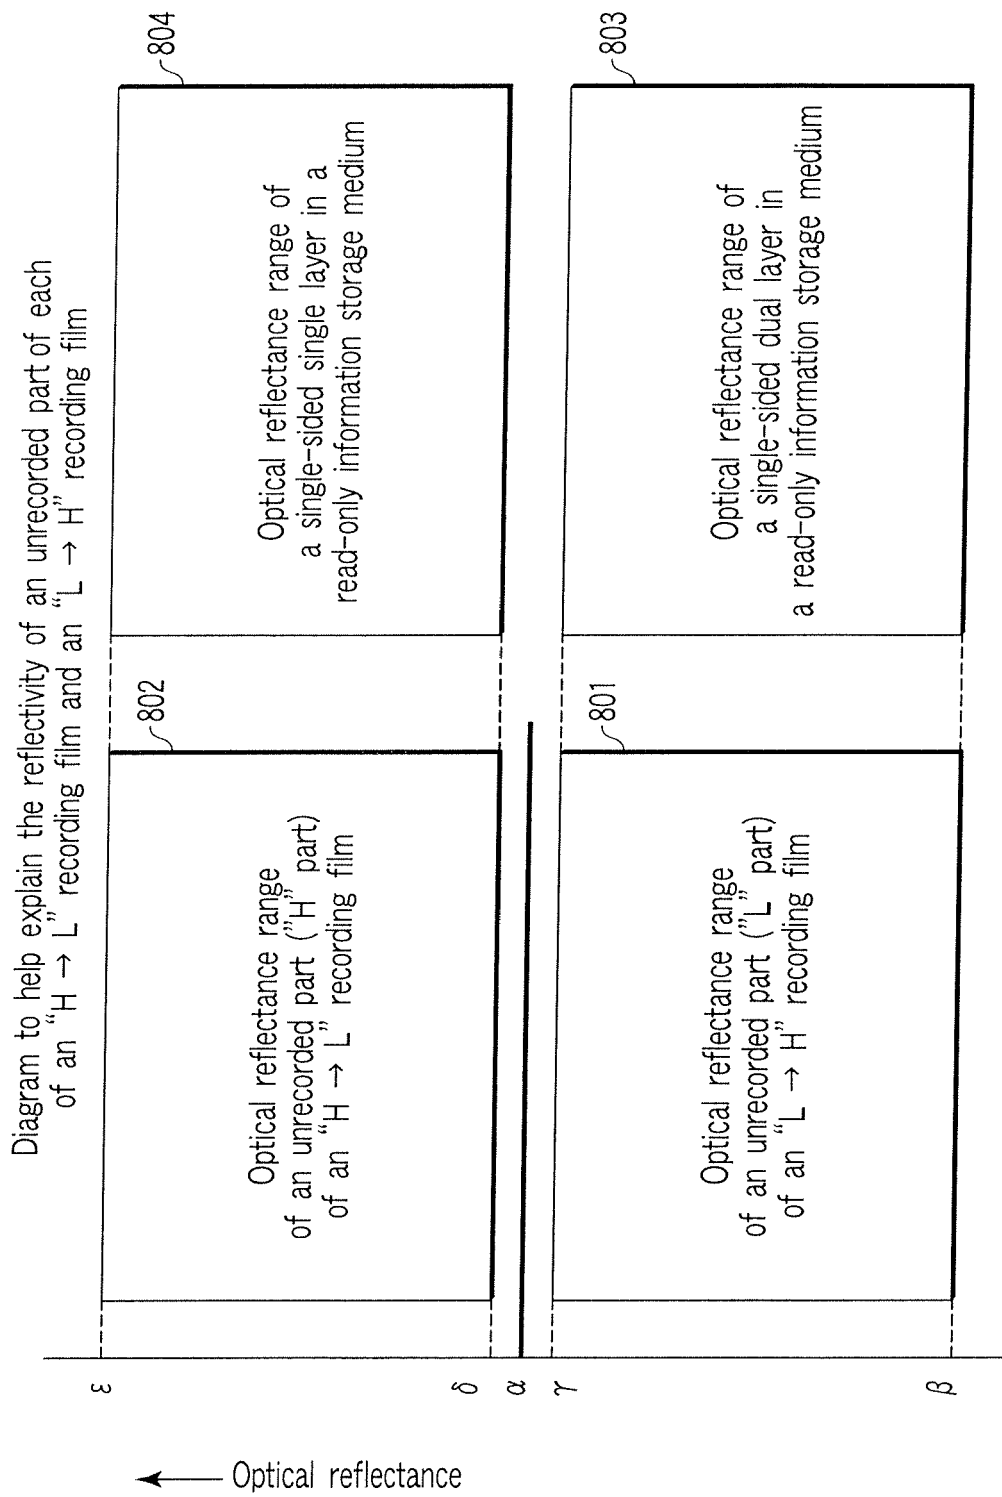 Diagram to help explain the reflectivity of an unrecorded part of each
of an “H → L” recording film and an “L → H” recording film
Optical reflectance
ε
δ
α
γ
β
802
Optical reflectance range
of an unrecorded part (”H” part)
of an “H → L” recording film
804
Optical reflectance range of
a single-sided single layer in a
read-only information storage medium
801
Optical reflectance range
of an unrecorded part (”L” part)
of an “L → H” recording film
803
Optical reflectance range of
a single-sided dual layer in
a read-only information storage medium